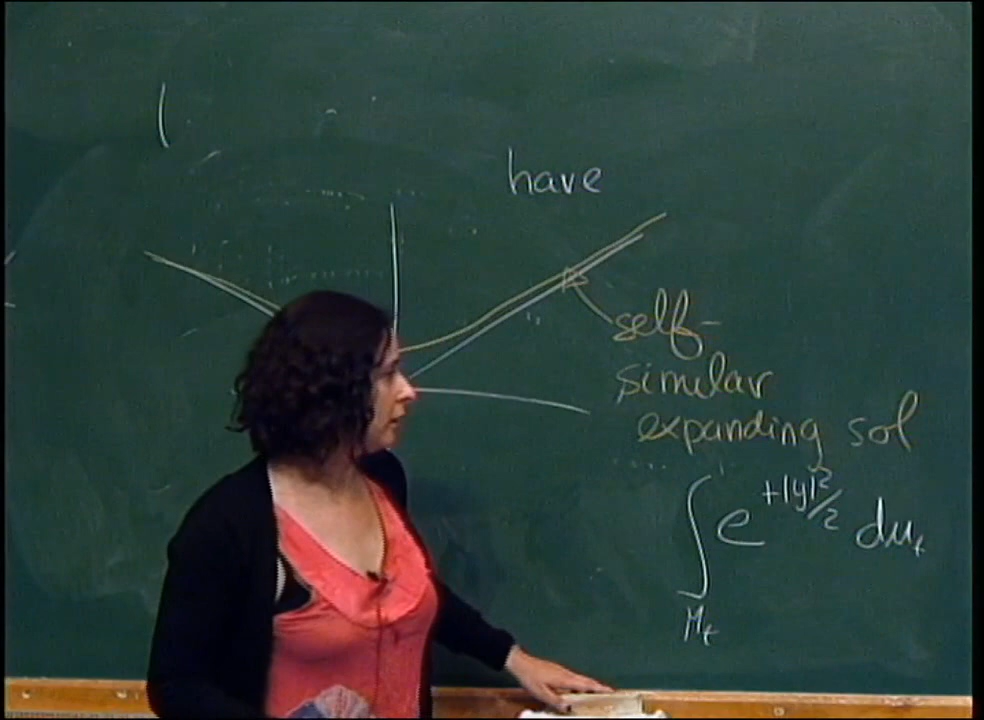 have
self-
similar
expanding sol
∫_{M_t} e^{+|y|²/2} dμ_t